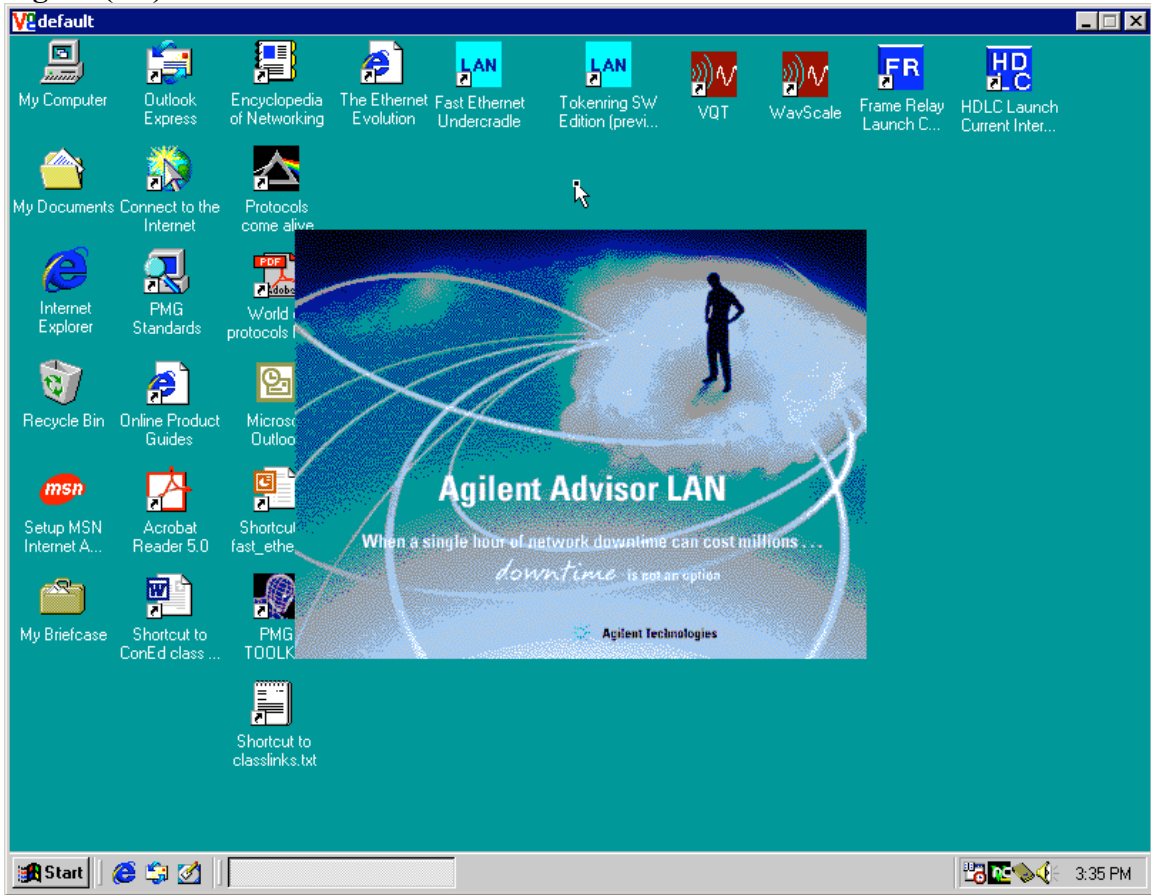 default
My Computer
Outlook
Express
Encyclopedia
of Networking
The Ethernet
Evolution
LAN
Fast Ethernet
Undercradle
LAN
Tokenring SW
Edition (previ...
VQT
WavScale
FR
Frame Relay
Launch C...
HD
LC
HDLC Launch
Current Inter...
My Documents
Connect to the
Internet
Protocols
come alive
Internet
Explorer
PMG
Standards
PDF
Adobe
World
protocols
Recycle Bin
Online Product
Guides
Microso
Outloo
msn
Setup MSN
Internet A...
Acrobat
Reader 5.0
Shortcut
fast_ethe
My Briefcase
Shortcut to
ConEd class ...
PMG
TOOLK
Shortcut to
classlinks.txt
Agilent Advisor LAN
When a single hour of network downtime can cost millions . . .
downtime is not an option
Agilent Technologies
Start
3:35 PM